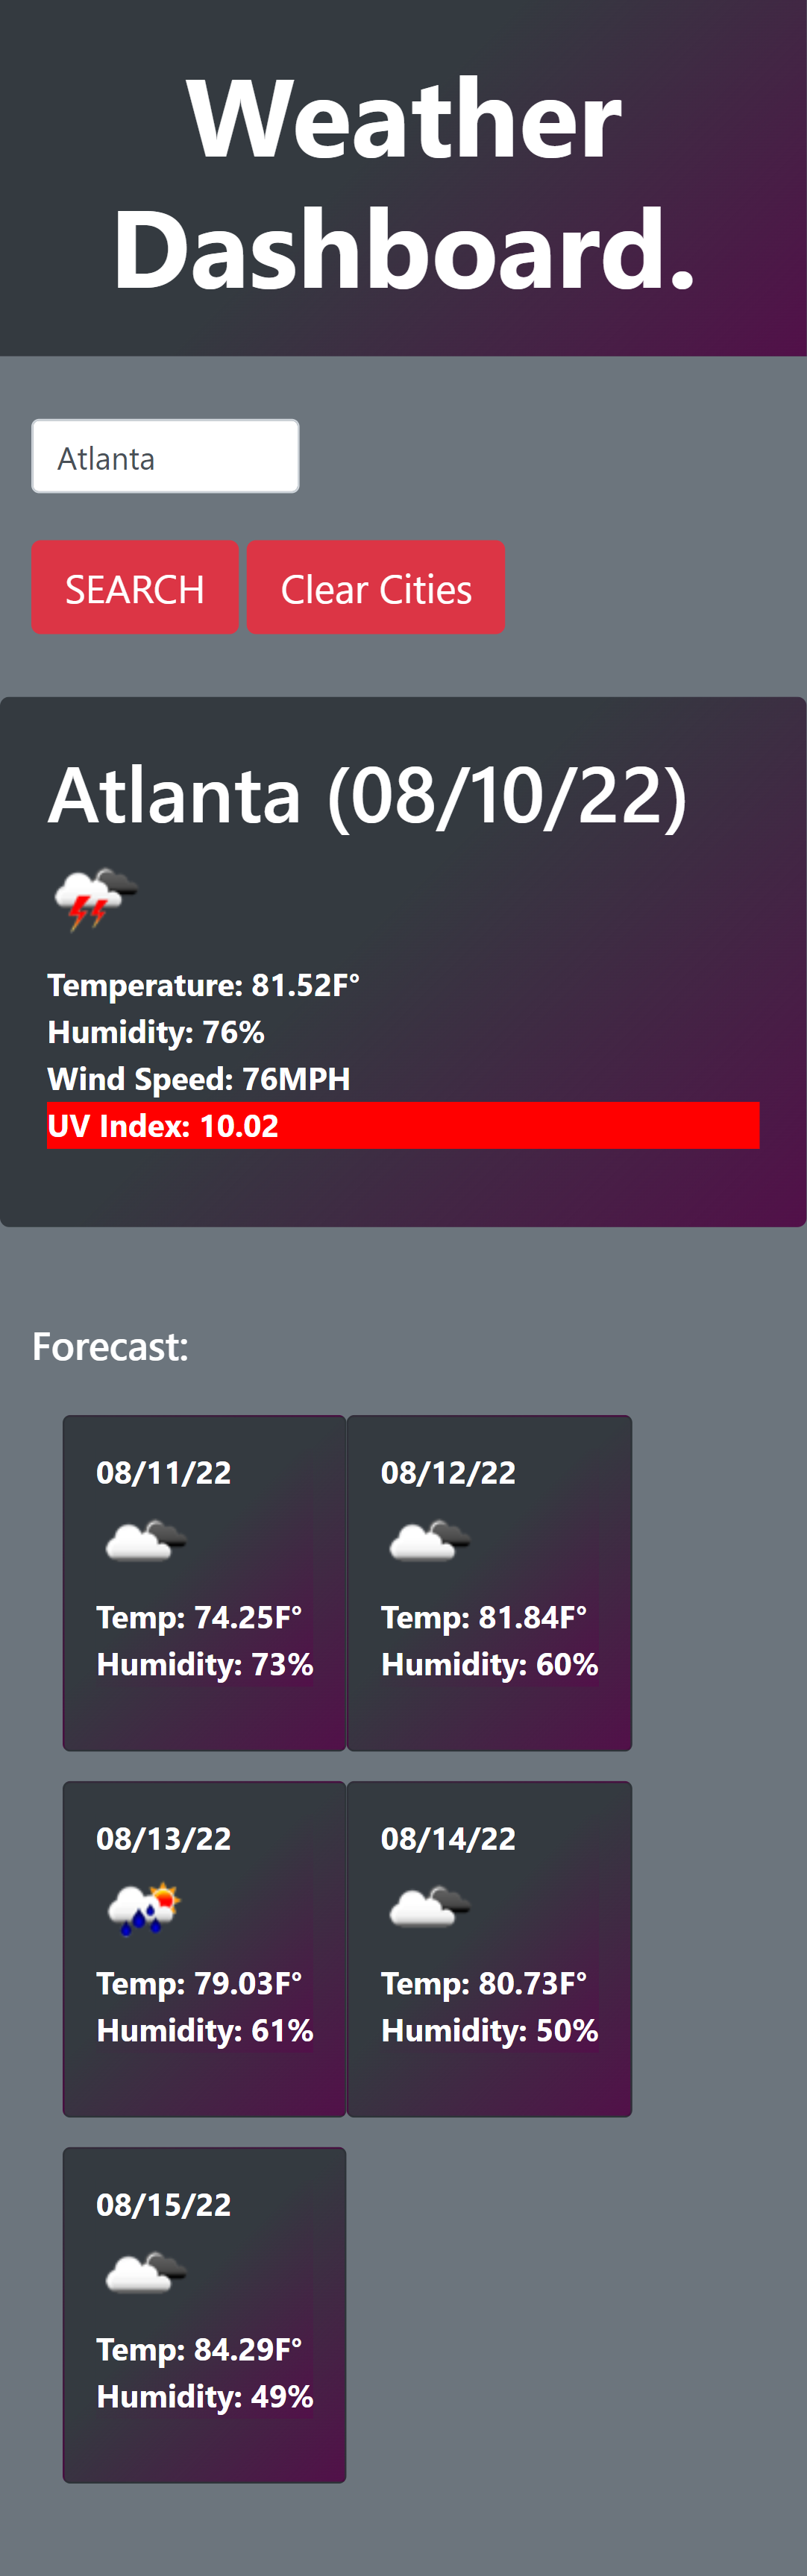 Weather
Dashboard.
Atlanta
SEARCH
Clear Cities
Atlanta (08/10/22)
Temperature: 81.52F°
Humidity: 76%
Wind Speed: 76MPH
UV Index: 10.02
Forecast:
08/11/22
Temp: 74.25F°
Humidity: 73%
08/12/22
Temp: 81.84F°
Humidity: 60%
08/13/22
Temp: 79.03F°
Humidity: 61%
08/14/22
Temp: 80.73F°
Humidity: 50%
08/15/22
Temp: 84.29F°
Humidity: 49%